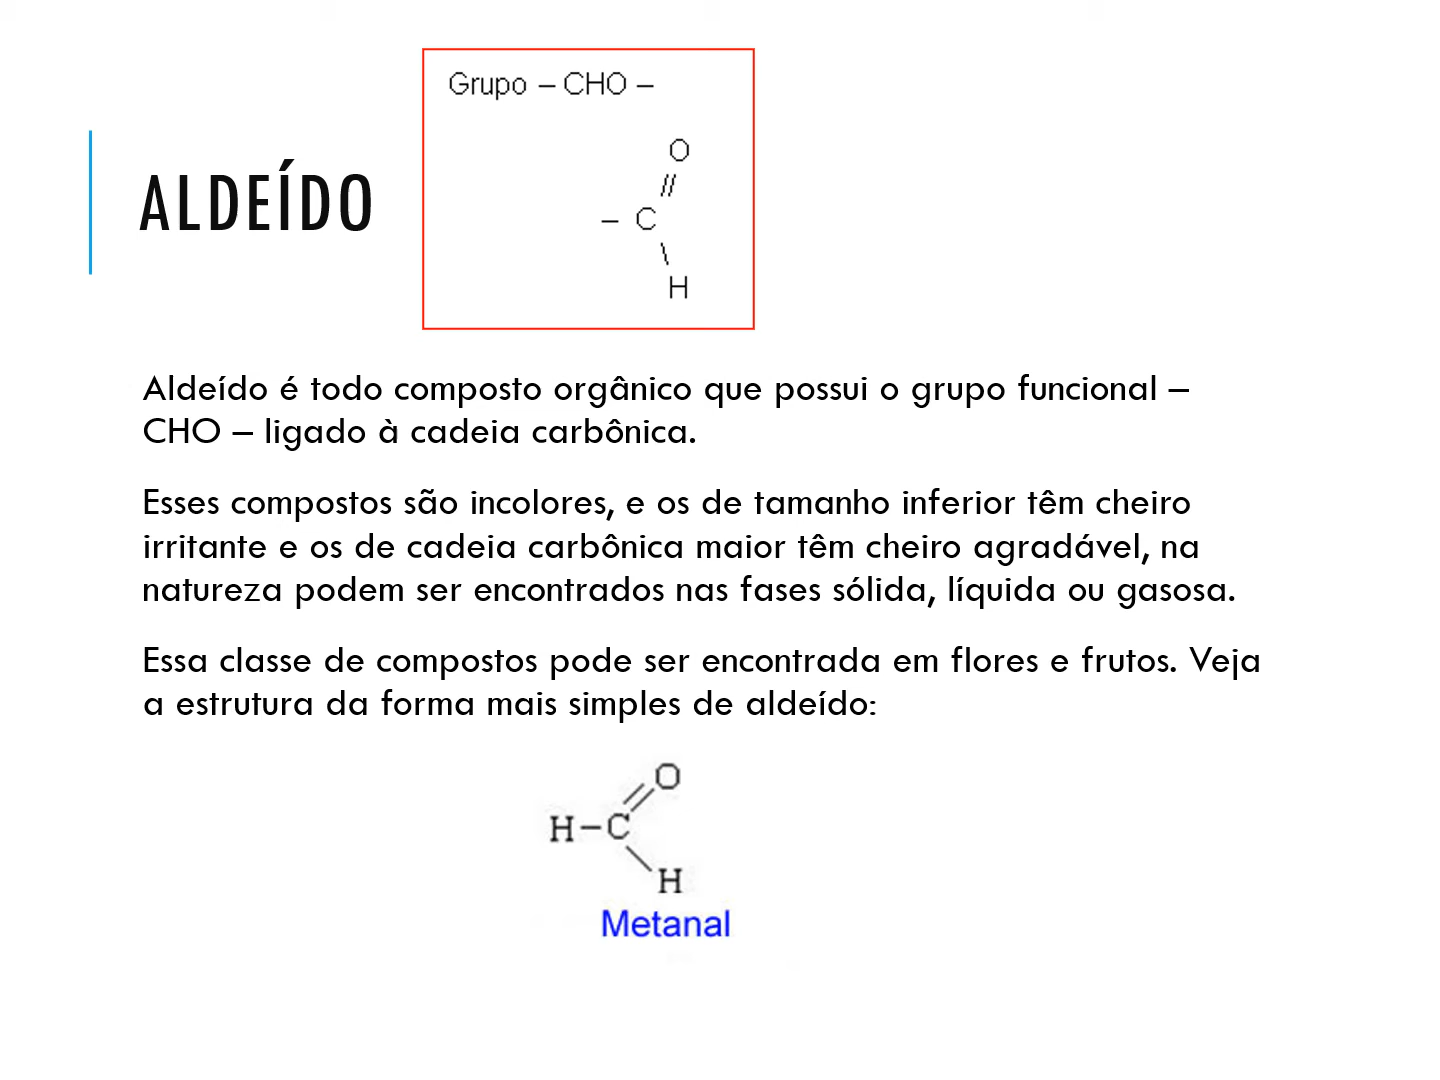 Grupo – CHO –
O
//
– C
\
H
ALDEÍDO
Aldeído é todo composto orgânico que possui o grupo funcional –
CHO – ligado à cadeia carbônica.
Esses compostos são incolores, e os de tamanho inferior têm cheiro
irritante e os de cadeia carbônica maior têm cheiro agradável, na
natureza podem ser encontrados nas fases sólida, líquida ou gasosa.
Essa classe de compostos pode ser encontrada em flores e frutos. Veja
a estrutura da forma mais simples de aldeído:
O
H–C
H
Metanal